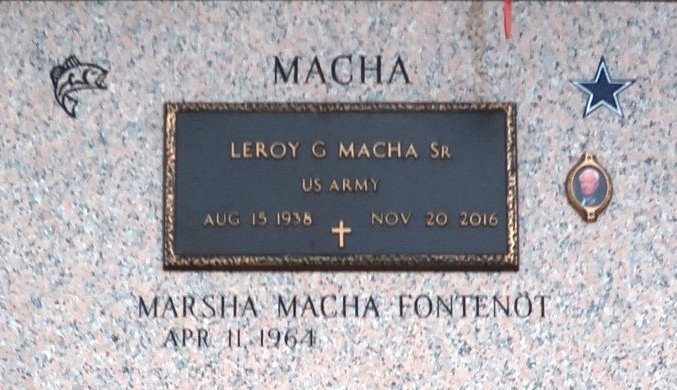 MACHA
LEROY G MACHA SR
US ARMY
AUG 15 1938 NOV 20 2016
MARSHA MACHA FONTENOT
APR 11, 1964